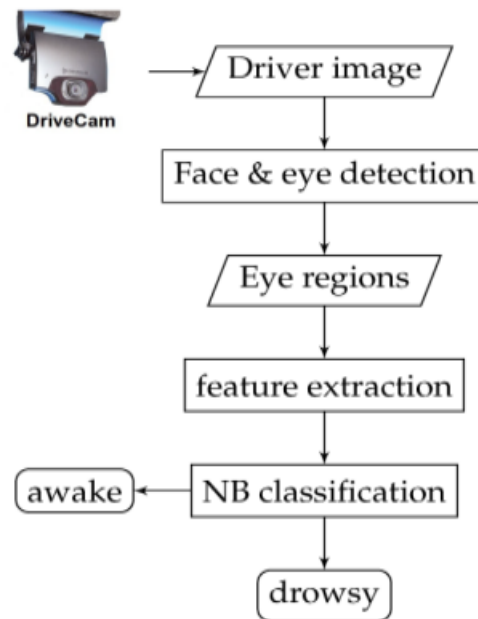 DriveCam
Driver image
Face & eye detection
Eye regions
feature extraction
awake
NB classification
drowsy